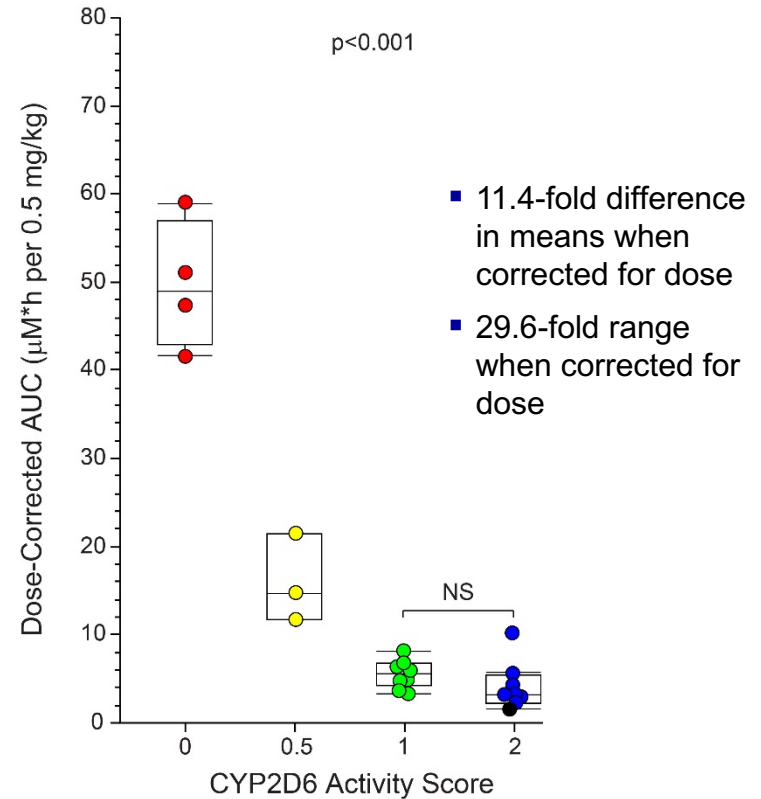 80
p<0.001
70
60
50
40
30
20
10
0
Dose-Corrected AUC (µM*h per 0.5 mg/kg)
▪ 11.4-fold difference
in means when
corrected for dose
▪ 29.6-fold range
when corrected for
dose
NS
0 0.5 1 2
CYP2D6 Activity Score